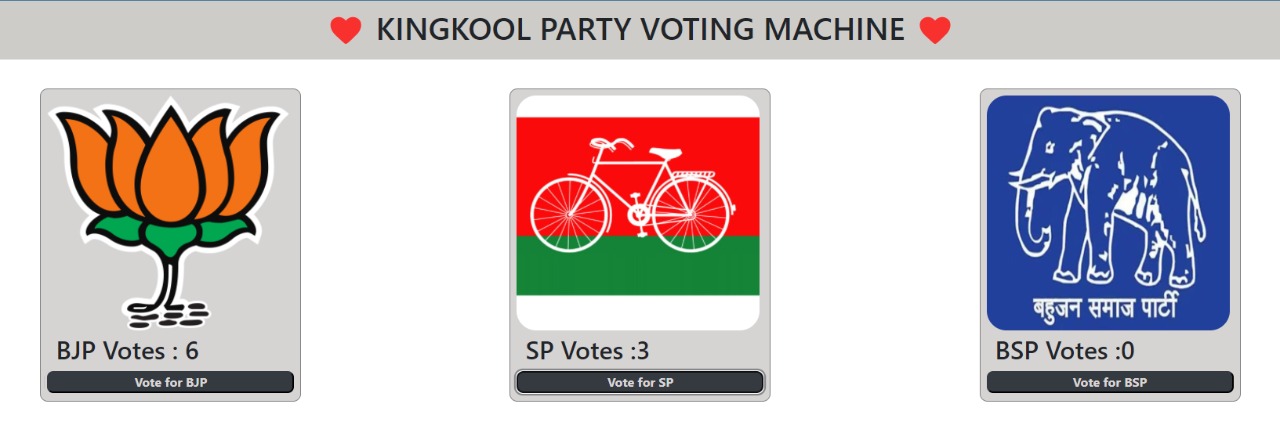 ❤️ KINGKOOL PARTY VOTING MACHINE ❤️
बहुजन समाज पार्टी
BJP Votes : 6
SP Votes :3
BSP Votes :0
Vote for BJP
Vote for SP
Vote for BSP